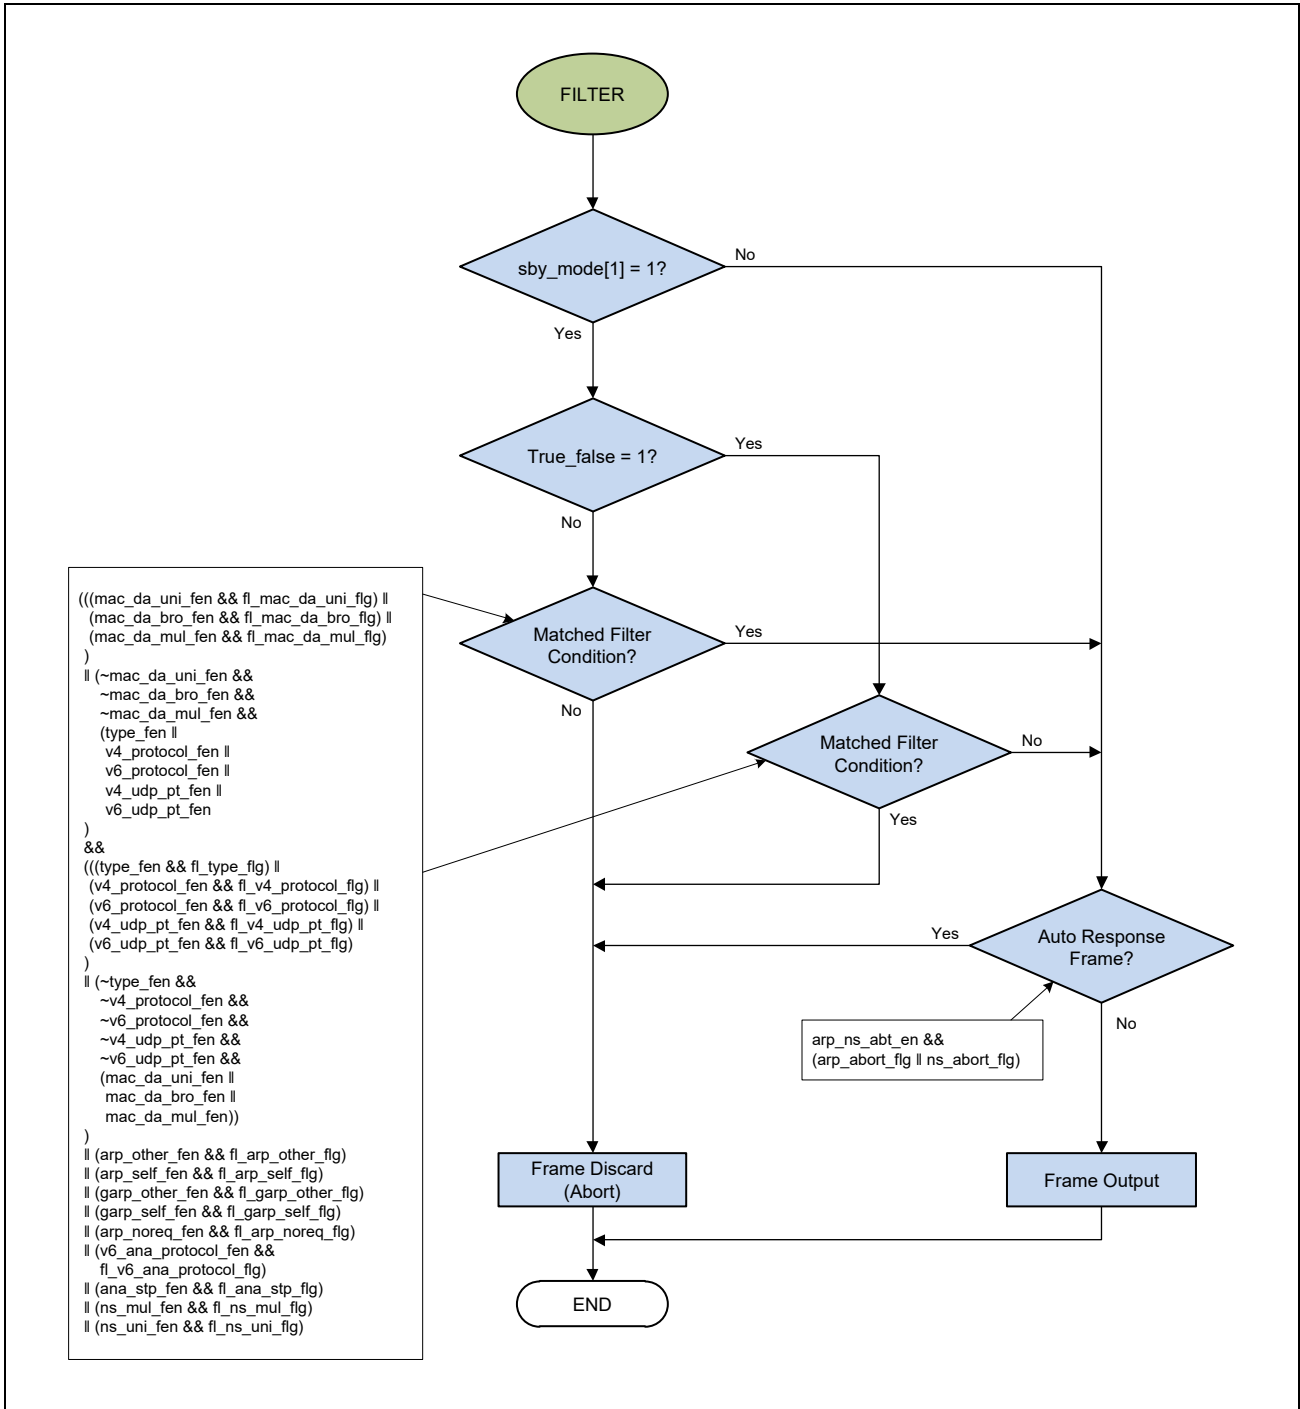 FILTER
sby_mode[1] = 1?
No
Yes
True_false = 1?
Yes
No
Matched Filter
Condition?
Yes
No
Matched Filter
Condition?
No
Yes
(((mac_da_uni_fen && fl_mac_da_uni_flg) ||
(mac_da_bro_fen && fl_mac_da_bro_flg) ||
(mac_da_mul_fen && fl_mac_da_mul_flg)
)
|| (~mac_da_uni_fen &&
~mac_da_bro_fen &&
~mac_da_mul_fen &&
(type_fen ||
v4_protocol_fen ||
v6_protocol_fen ||
v4_udp_pt_fen ||
v6_udp_pt_fen
)
&&
(((type_fen && fl_type_flg) ||
(v4_protocol_fen && fl_v4_protocol_flg) ||
(v6_protocol_fen && fl_v6_protocol_flg) ||
(v4_udp_pt_fen && fl_v4_udp_pt_flg) ||
(v6_udp_pt_fen && fl_v6_udp_pt_flg)
)
|| (~type_fen &&
~v4_protocol_fen &&
~v6_protocol_fen &&
~v4_udp_pt_fen &&
~v6_udp_pt_fen &&
(mac_da_uni_fen ||
mac_da_bro_fen ||
mac_da_mul_fen))
)
|| (arp_other_fen && fl_arp_other_flg)
|| (arp_self_fen && fl_arp_self_flg)
|| (garp_other_fen && fl_garp_other_flg)
|| (garp_self_fen && fl_garp_self_flg)
|| (arp_noreq_fen && fl_arp_noreq_flg)
|| (v6_ana_protocol_fen &&
fl_v6_ana_protocol_flg)
|| (ana_stp_fen && fl_ana_stp_flg)
|| (ns_mul_fen && fl_ns_mul_flg)
|| (ns_uni_fen && fl_ns_uni_flg)
Auto Response
Frame?
Yes
No
arp_ns_abt_en &&
(arp_abort_flg || ns_abort_flg)
Frame Discard
(Abort)
Frame Output
END